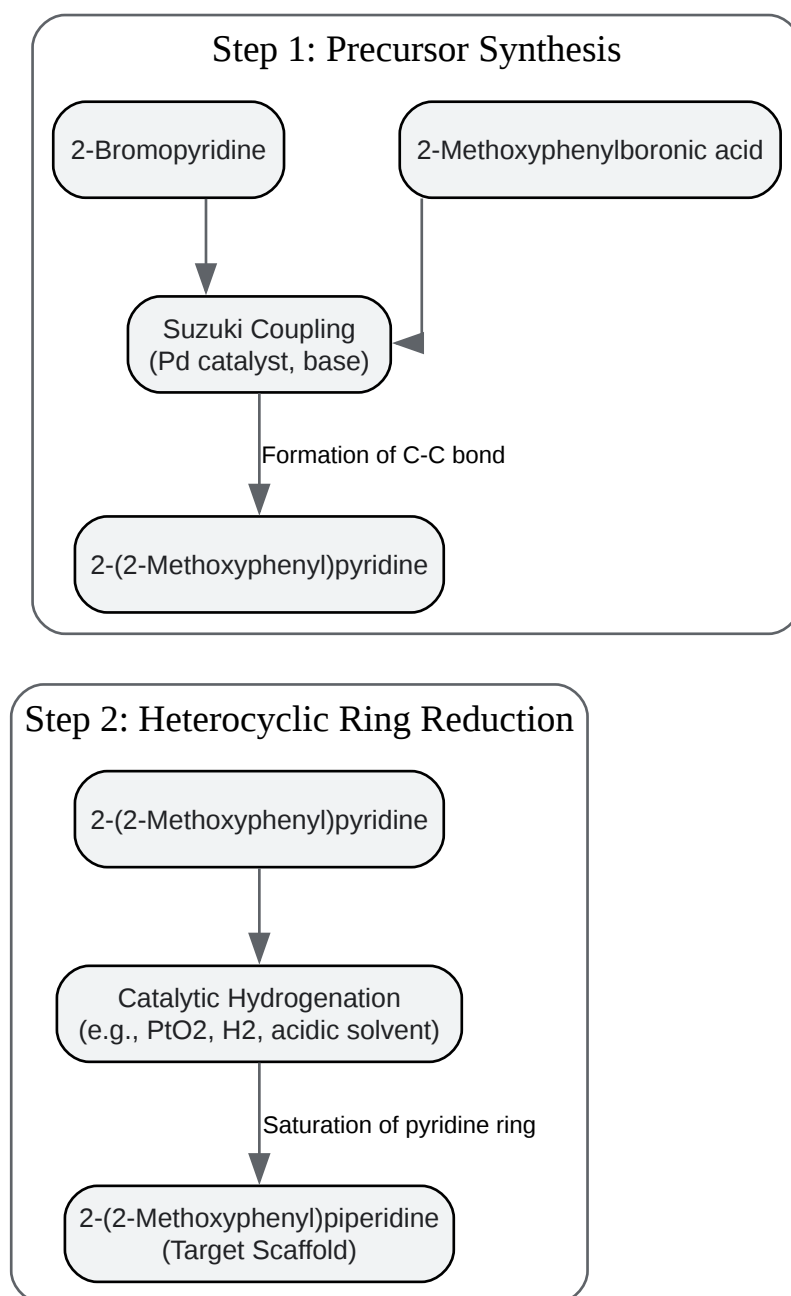 Step 1: Precursor Synthesis
2-Bromopyridine
2-Methoxyphenylboronic acid
Suzuki Coupling
(Pd catalyst, base)
Formation of C-C bond
2-(2-Methoxyphenyl)pyridine
Step 2: Heterocyclic Ring Reduction
2-(2-Methoxyphenyl)pyridine
Catalytic Hydrogenation
(e.g., PtO2, H2, acidic solvent)
Saturation of pyridine ring
2-(2-Methoxyphenyl)piperidine
(Target Scaffold)